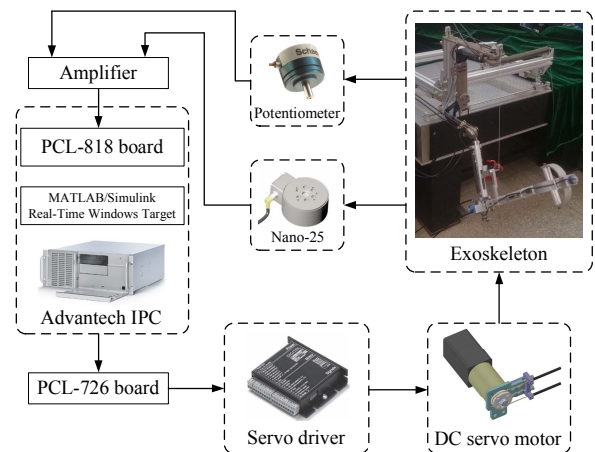 Amplifier
PCL-818 board
MATLAB/Simulink
Real-Time Windows Target
Advantech IPC
PCL-726 board
Potentiometer
Nano-25
Exoskeleton
Servo driver
DC servo motor